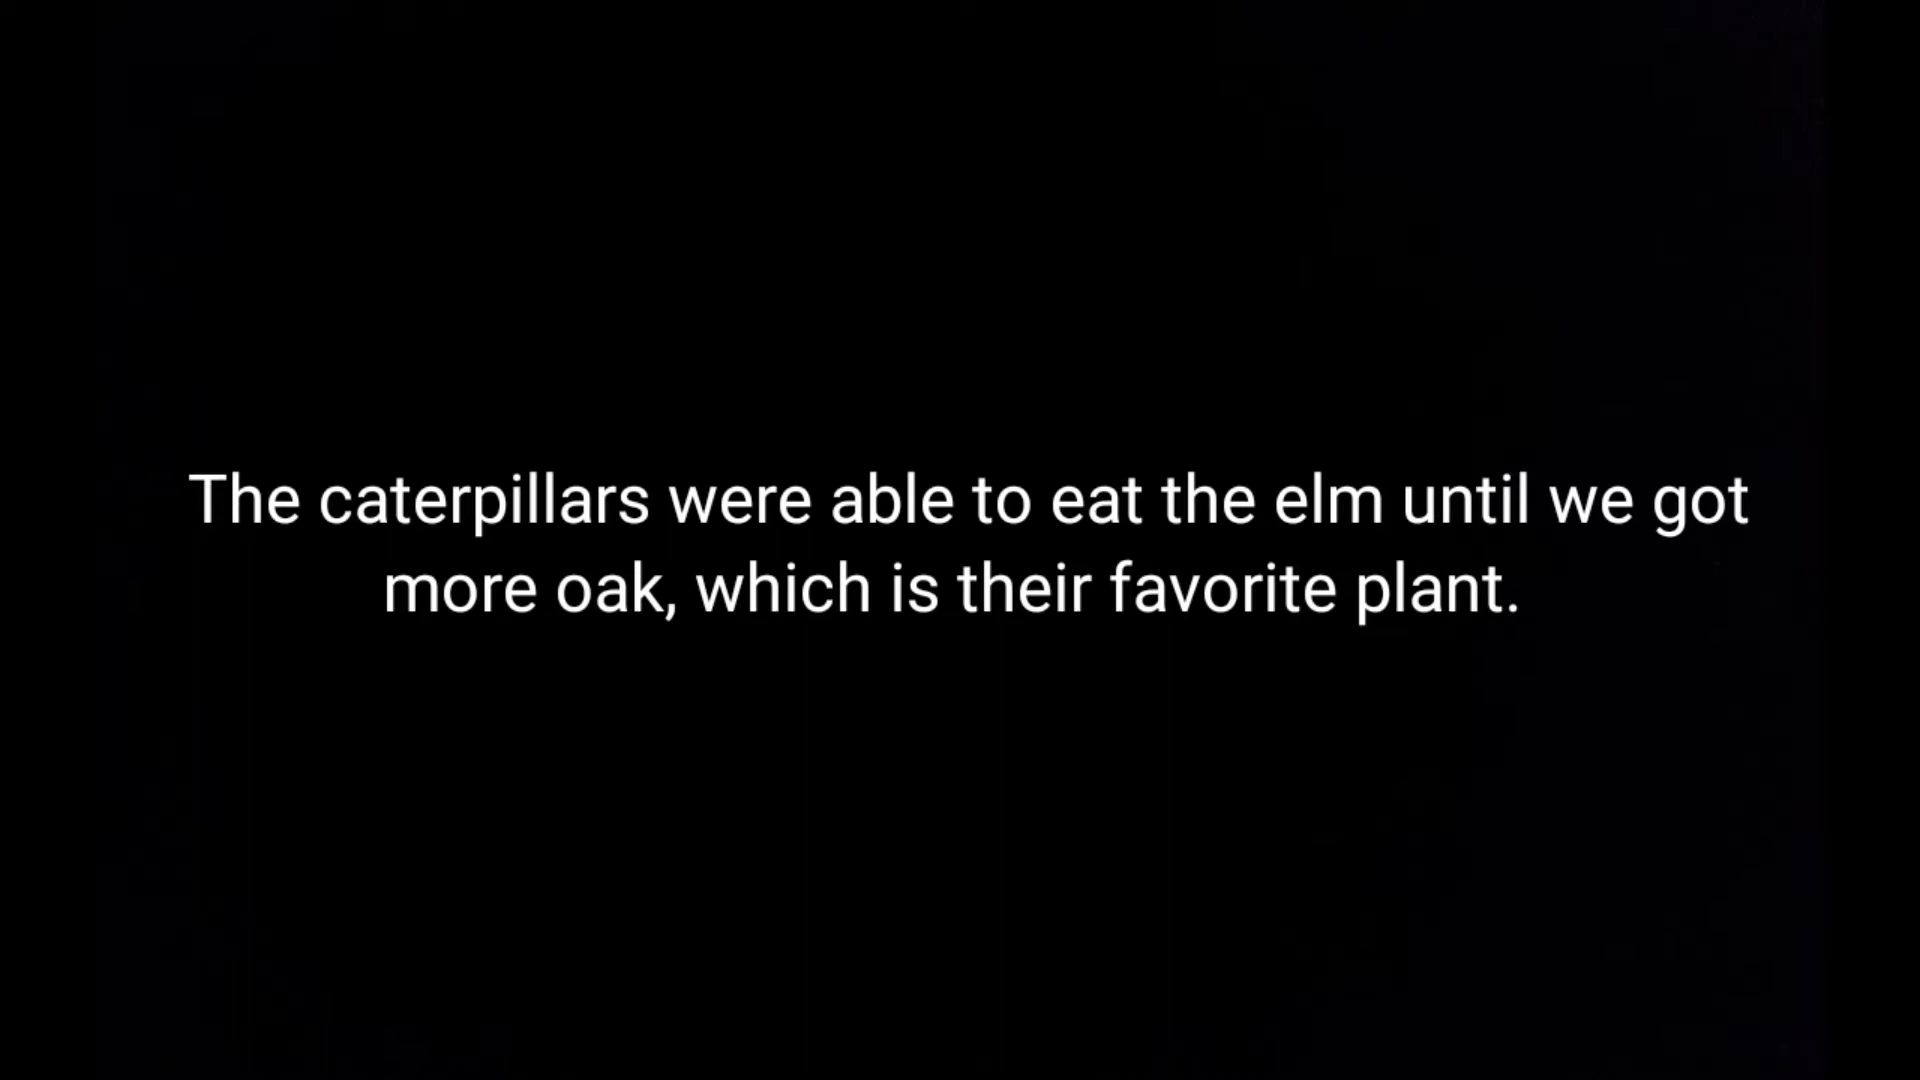 The caterpillars were able to eat the elm until we got
more oak, which is their favorite plant.